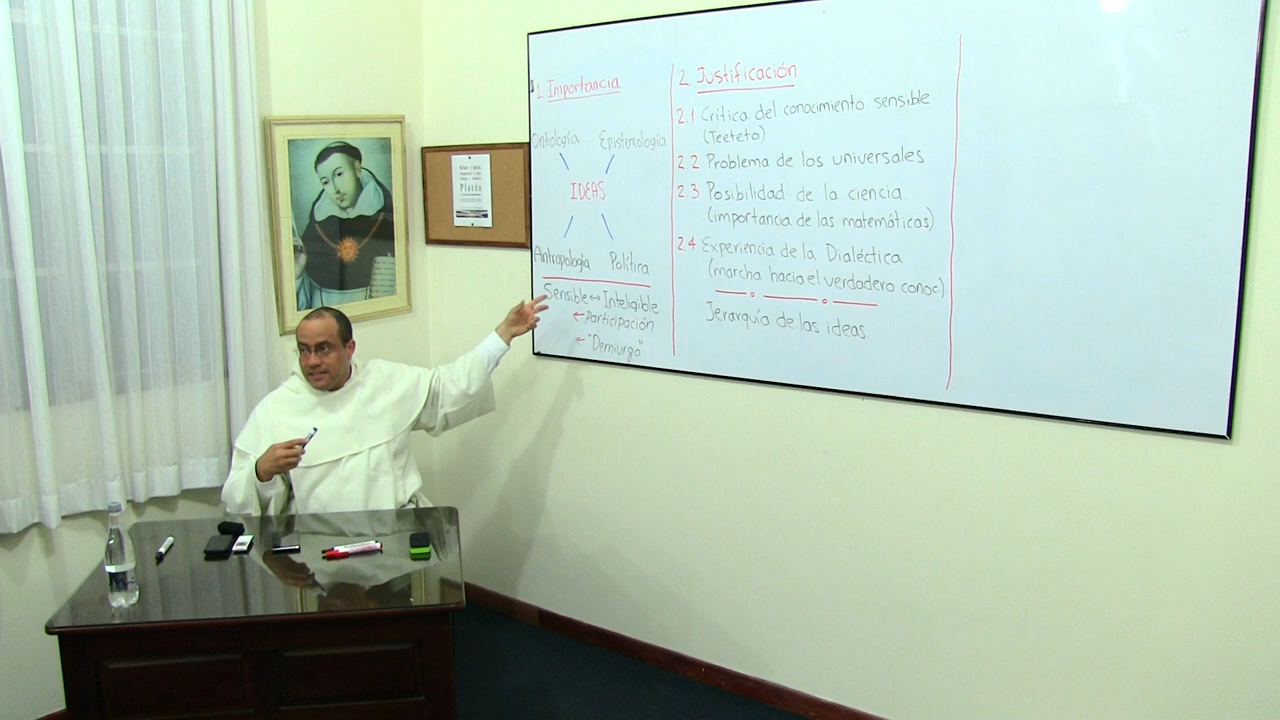 Platón
1. Importancia
Ontología Epistemología
IDEAS
Antropología Política
Sensible ↔ Inteligible
← Participación
← "Demiurgo"
2. Justificación
2.1 Crítica del conocimiento sensible
(Teeteto)
2.2 Problema de los universales
2.3 Posibilidad de la ciencia.
(importancia de las matemáticas)
2.4 Experiencia de la Dialéctica
(marcha hacia el verdadero conoc.)
Jerarquía de las ideas.